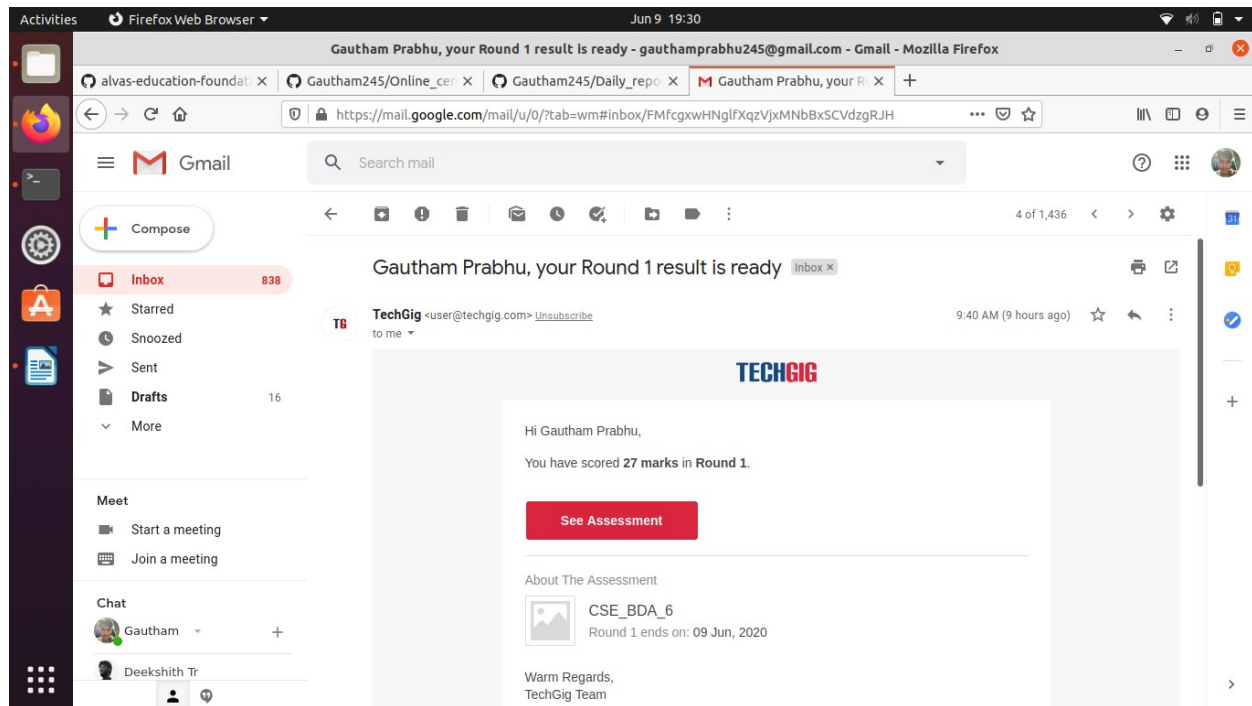 Activities Firefox Web Browser Jun 9 19:30
Gautham Prabhu, your Round 1 result is ready - gauthamprabhu245@gmail.com - Gmail - Mozilla Firefox
alvas-education-foundat Gautham245/Online_cer Gautham245/Daily_repo Gautham Prabhu, your R
https://mail.google.com/mail/u/0/?tab=wm#inbox/FMfcgxwHNglfXqzVjxMNbBxSCVdzgRJH
Gmail Search mail
Compose 4 of 1,436
Gautham Prabhu, your Round 1 result is ready Inbox ×
Inbox 838
Starred
Snoozed
Sent
Drafts 16
More
TG TechGig <user@techgig.com> Unsubscribe 9:40 AM (9 hours ago)
to me
TECHGIG
Hi Gautham Prabhu,
You have scored 27 marks in Round 1.
See Assessment
About The Assessment
CSE_BDA_6
Round 1 ends on: 09 Jun, 2020
Warm Regards,
TechGig Team
Meet
Start a meeting
Join a meeting
Chat
Gautham
Deekshith Tr
31